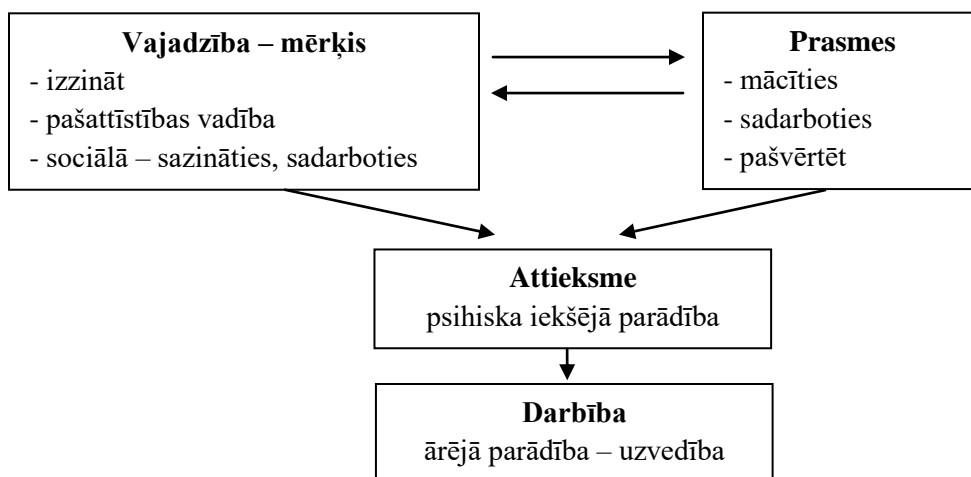 Vajadzība – mērķis
- izzināt
- pašattīstības vadība
- sociālā – sazināties, sadarboties
Prasmes
- mācīties
- sadarboties
- pašvērtēt
Attieksme
psihiska iekšējā parādība
Darbība
ārējā parādība – uzvedība